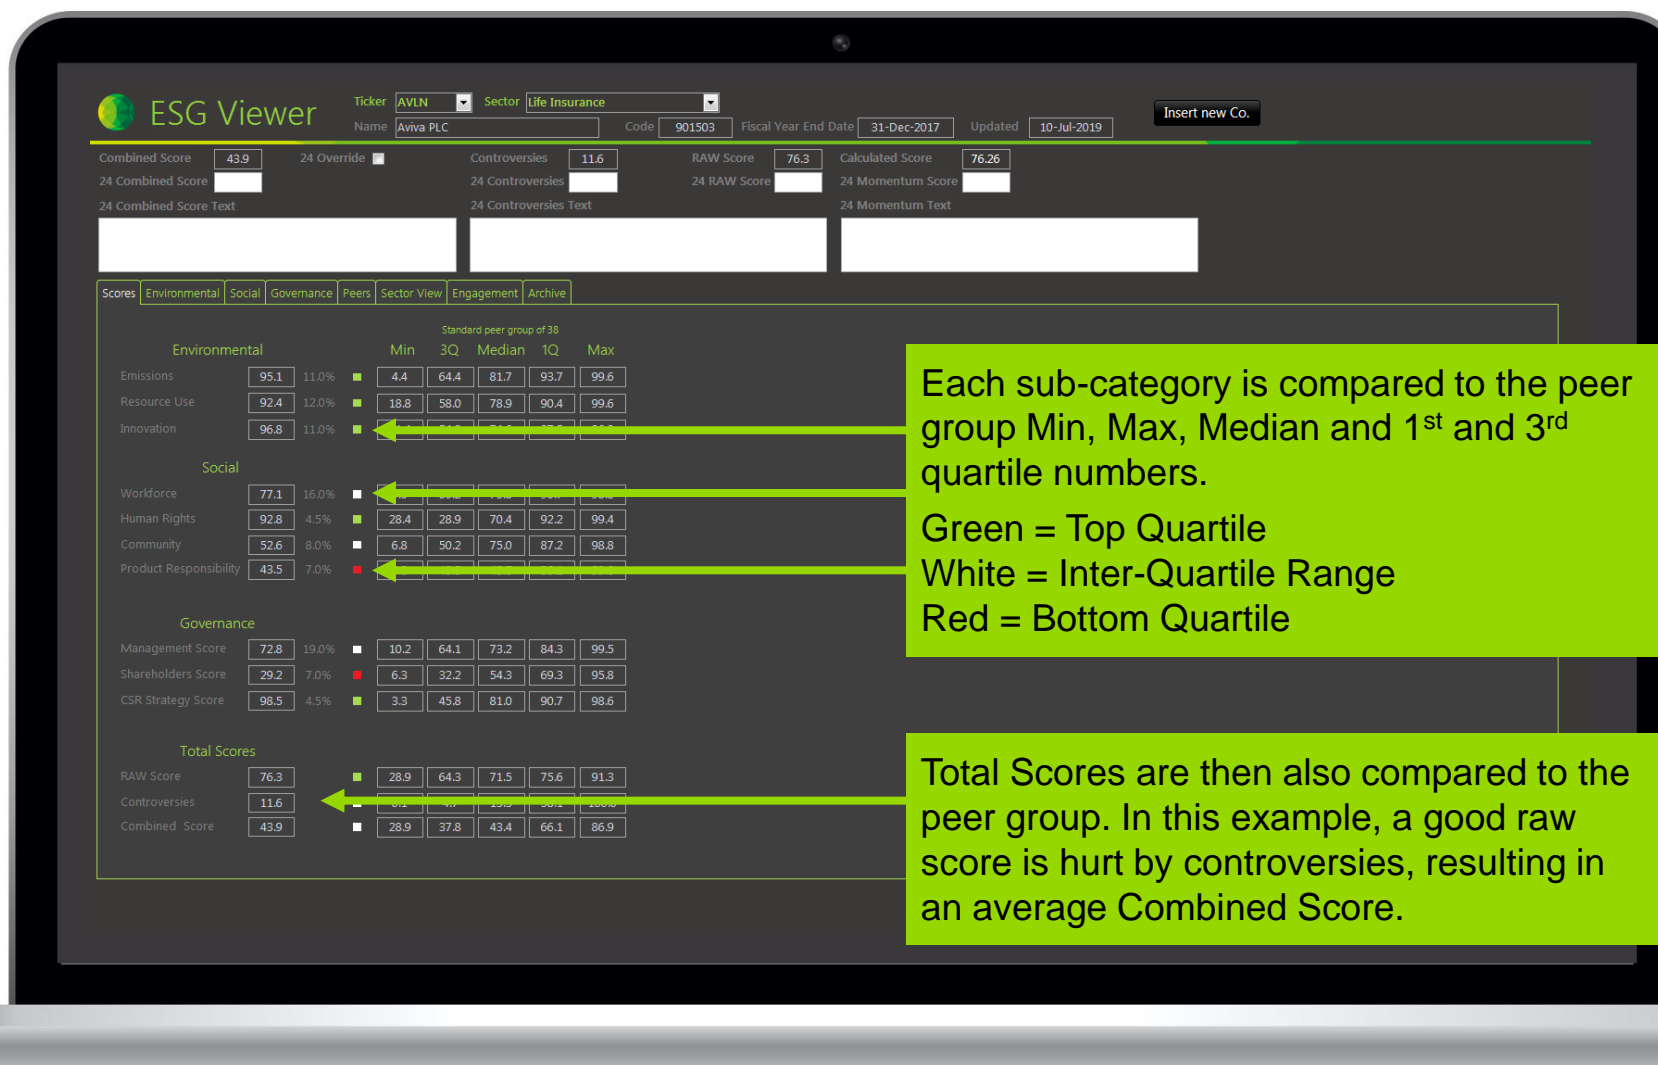 ESG Viewer
Ticker AVLN Sector Life Insurance
Insert new Co.
Name Aviva PLC Code 901503 Fiscal Year End Date 31-Dec-2017 Updated 10-Jul-2019
Combined Score 43.9 24 Override Controversies 11.6 RAW Score 76.3 Calculated Score 76.26
24 Combined Score 24 Controversies 24 RAW Score 24 Momentum Score
24 Combined Score Text 24 Controversies Text 24 Momentum Text
Scores Environmental Social Governance Peers Sector View Engagement Archive
Standard peer group of 38
Environmental Min 3Q Median 1Q Max
Emissions 95.1 11.0% 4.4 64.4 81.7 93.7 99.6
Resource Use 92.4 12.0% 18.8 58.0 78.9 90.4 99.6
Innovation 96.8 11.0%
Social
Workforce 77.1 16.0%
Human Rights 92.8 4.5% 28.4 28.9 70.4 92.2 99.4
Community 52.6 8.0% 6.8 50.2 75.0 87.2 98.8
Product Responsibility 43.5 7.0%
Governance
Management Score 72.8 19.0% 10.2 64.1 73.2 84.3 99.5
Shareholders Score 29.2 7.0% 6.3 32.2 54.3 69.3 95.8
CSR Strategy Score 98.5 4.5% 3.3 45.8 81.0 90.7 98.6
Total Scores
RAW Score 76.3 28.9 64.3 71.5 75.6 91.3
Controversies 11.6
Combined Score 43.9 28.9 37.8 43.4 66.1 86.9
Each sub-category is compared to the peer
group Min, Max, Median and 1st and 3rd
quartile numbers.
Green = Top Quartile
White = Inter-Quartile Range
Red = Bottom Quartile
Total Scores are then also compared to the
peer group. In this example, a good raw
score is hurt by controversies, resulting in
an average Combined Score.